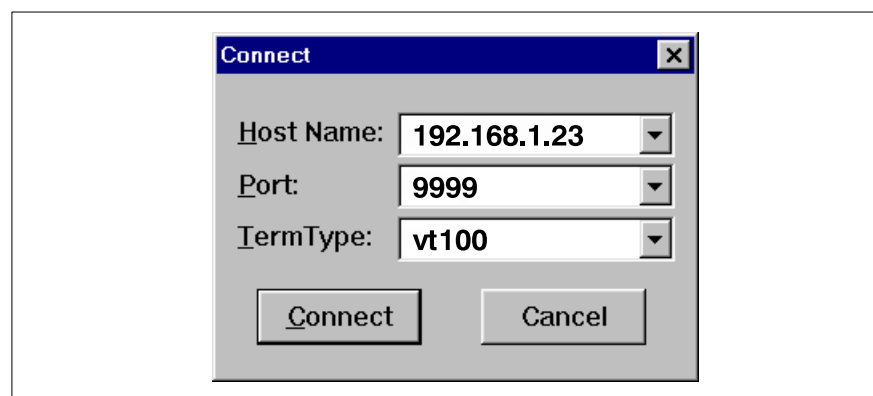 Connect
Host Name: 192.168.1.23
Port: 9999
TermType: vt100
Connect Cancel